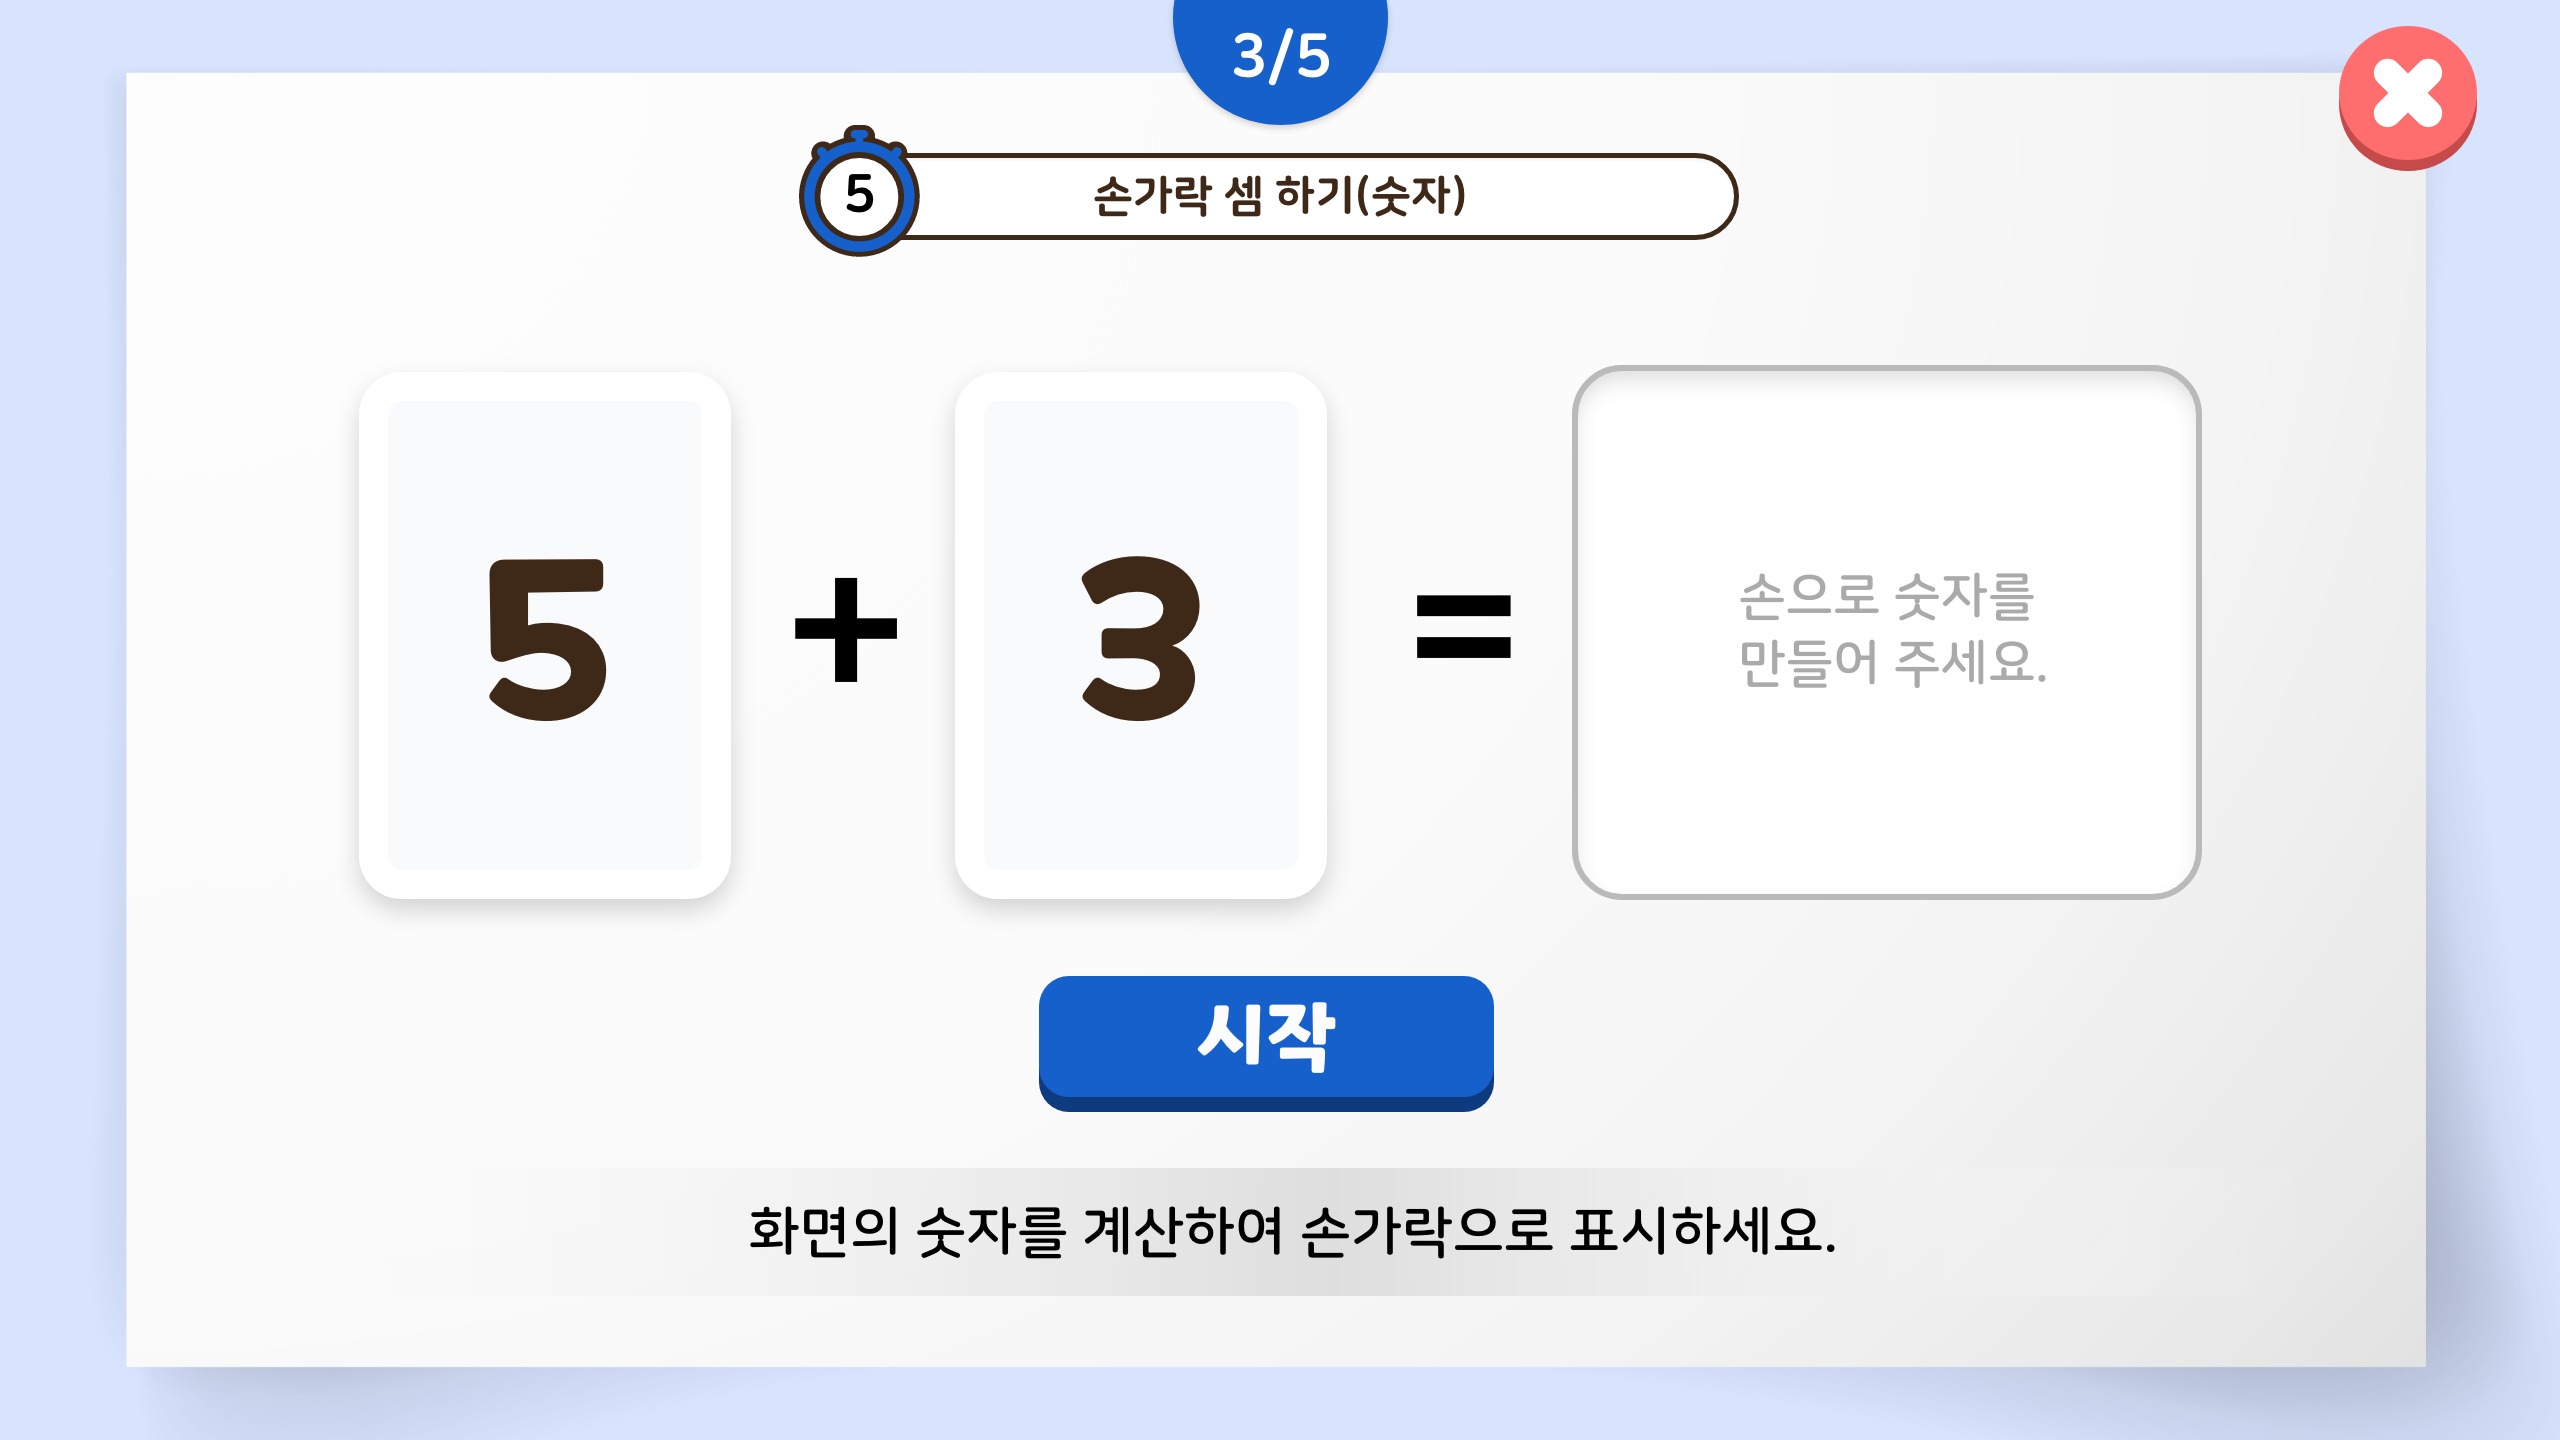 3/5
5
손가락 셈 하기(숫자)
5 + 3 =
손으로 숫자를
만들어 주세요.
시작
화면의 숫자를 계산하여 손가락으로 표시하세요.